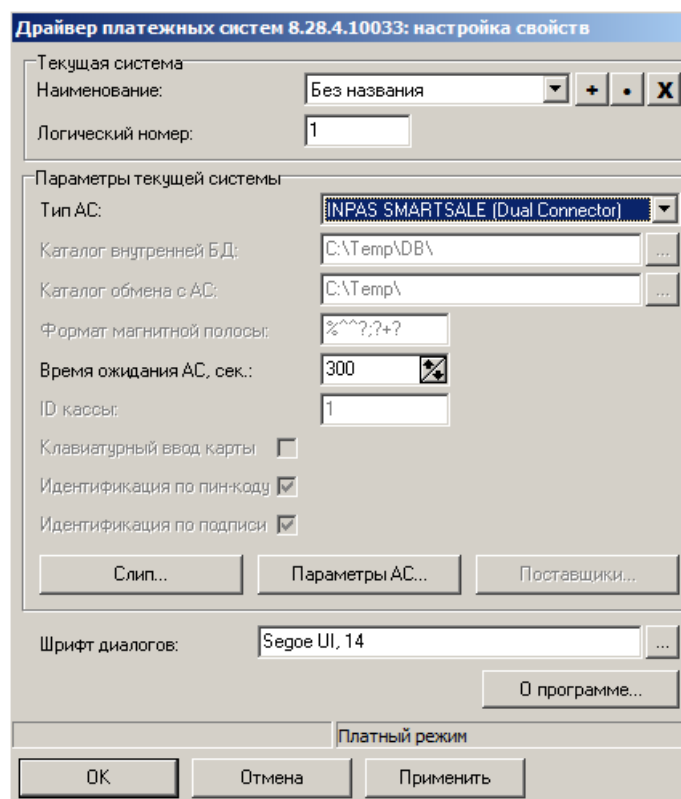 Драйвер платежных систем 8.28.4.10033: настройка свойств
Текущая система
Наименование: Без названия + • X
Логический номер: 1
Параметры текущей системы
Тип АС: INPAS SMARTSALE (Dual Connector)
Каталог внутренней БД: C:\Temp\DB\ ...
Каталог обмена с АС: C:\Temp\ ...
Формат магнитной полосы: %^^?;?+?
Время ожидания АС, сек.: 300
ID кассы: 1
Клавиатурный ввод карты
Идентификация по пин-коду
Идентификация по подписи
Слип... Параметры АС... Поставщики...
Шрифт диалогов: Segoe UI, 14 ...
О программе...
Платный режим
ОК Отмена Применить